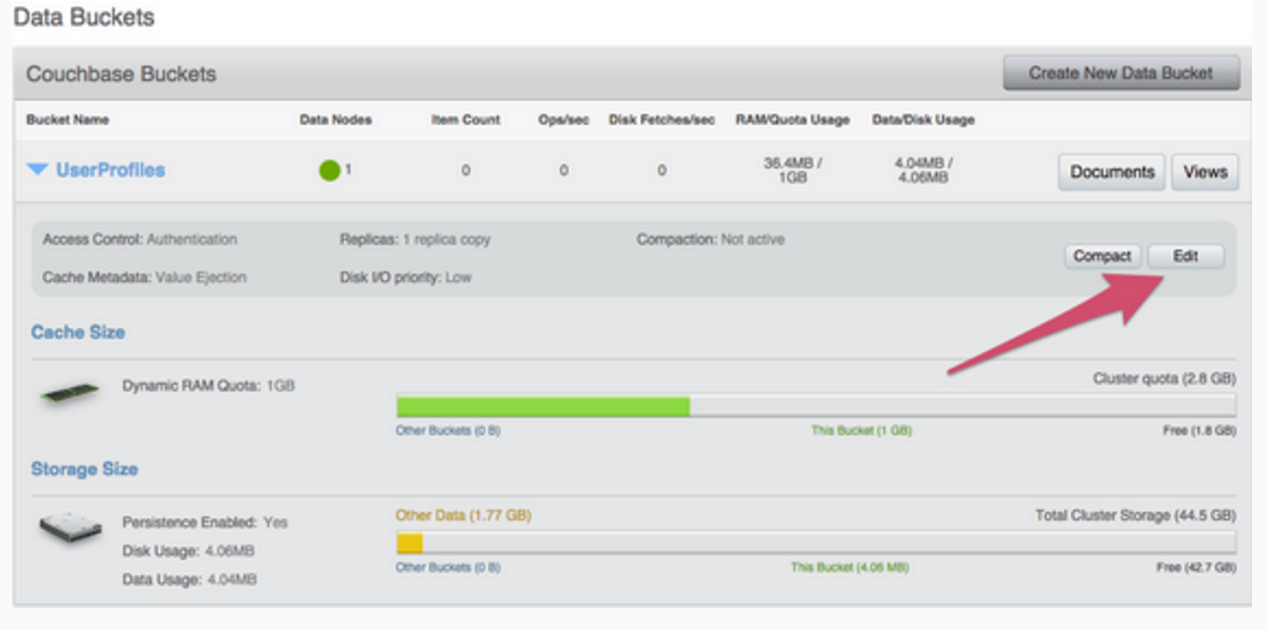 Data Buckets
Couchbase Buckets
Create New Data Bucket
Bucket Name Data Nodes Item Count Ops/sec Disk Fetches/sec RAM/Quota Usage Data/Disk Usage
UserProfiles 1 0 0 0 36.4MB / 4.04MB / Documents Views
1GB 4.06MB
Access Control: Authentication Replicas: 1 replica copy Compaction: Not active
Compact Edit
Cache Metadata: Value Ejection Disk I/O priority: Low
Cache Size
Dynamic RAM Quota: 1GB
Cluster quota (2.8 GB)
Other Buckets (0 B) This Bucket (1 GB) Free (1.8 GB)
Storage Size
Other Data (1.77 GB) Total Cluster Storage (44.5 GB)
Persistence Enabled: Yes
Disk Usage: 4.06MB
Other Buckets (0 B) This Bucket (4.06 MB) Free (42.7 GB)
Data Usage: 4.04MB